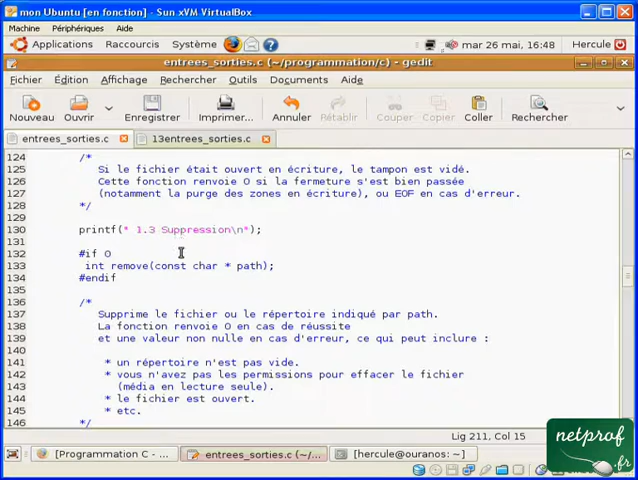 mon Ubuntu [en fonction] - Sun xVM VirtualBox
Machine Périphériques Aide
Applications Raccourcis Système mar 26 mai, 16:48 Hercule
entrees_sorties.c (~/programmation/c) - gedit
Fichier Édition Affichage Rechercher Outils Documents Aide
Nouveau Ouvrir Enregistrer Imprimer... Annuler Rétablir Couper Copier Coller Rechercher
entrees_sorties.c 13entrees_sorties.c
124 /*
125 Si le fichier était ouvert en écriture, le tampon est vidé.
126 Cette fonction renvoie 0 si la fermeture s'est bien passée
127 (notamment la purge des zones en écriture), ou EOF en cas d'erreur.
128 */
129
130 printf(" 1.3 Suppression\n");
131
132 #if 0
133 int remove(const char * path);
134 #endif
135
136 /*
137 Supprime le fichier ou le répertoire indiqué par path.
138 La fonction renvoie 0 en cas de réussite
139 et une valeur non nulle en cas d'erreur, ce qui peut inclure :
140
141 * un répertoire n'est pas vide.
142 * vous n'avez pas les permissions pour effacer le fichier
143 (média en lecture seule).
144 * le fichier est ouvert.
145 * etc.
146 */
Lig 211, Col 15
[Programmation C - ... entrees_sorties.c (~/... [hercule@ouranos: ~]
netprof
.fr